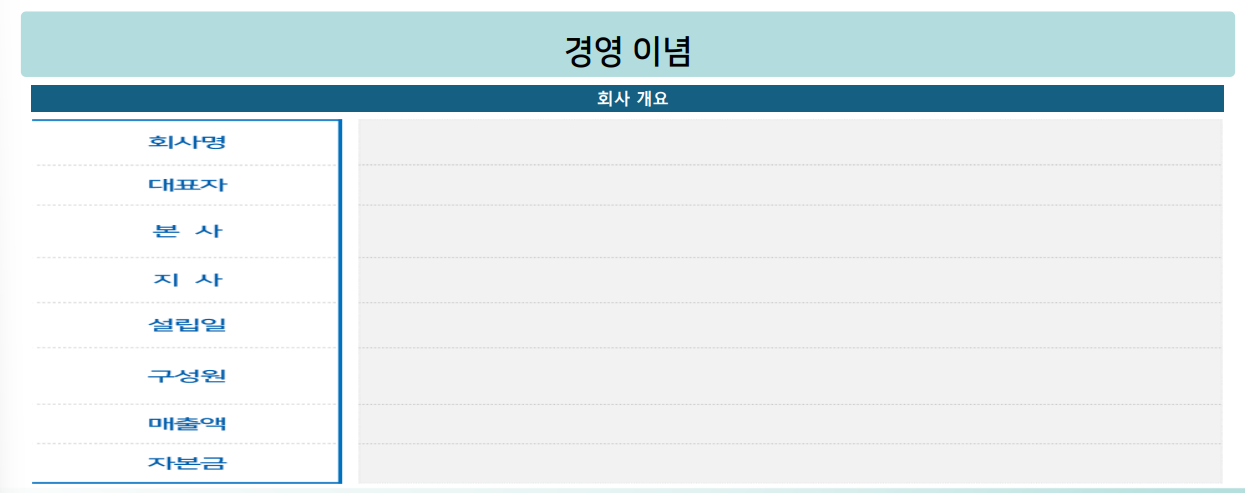 경영 이념
회사 개요
회사명
대표자
본 사
지 사
설립일
구성원
매출액
자본금